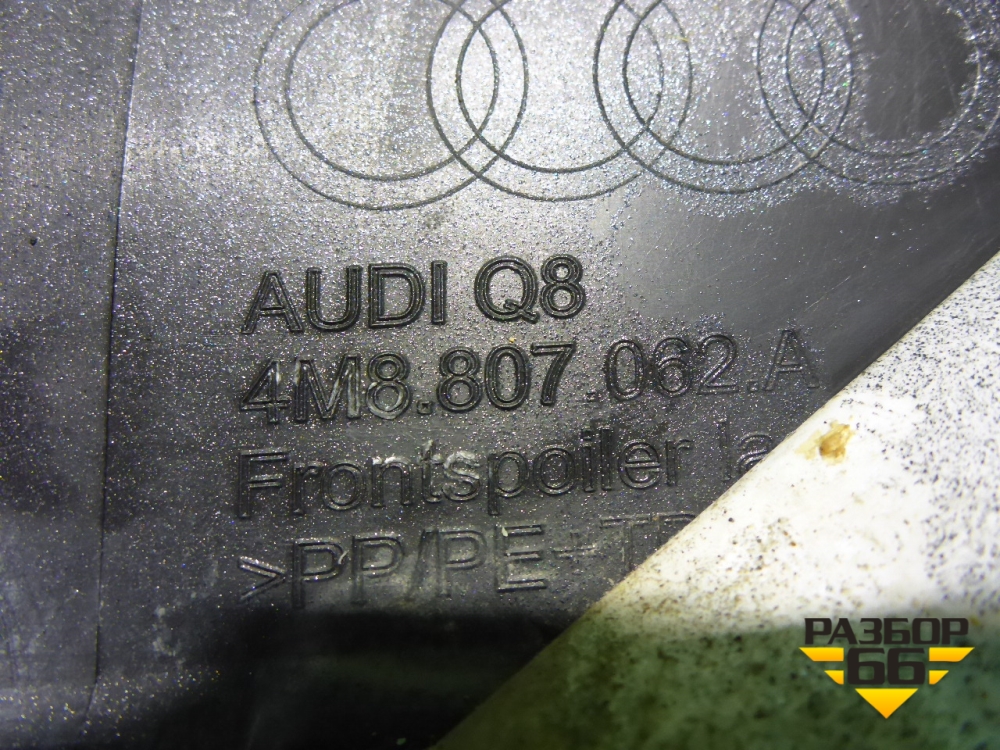 AUDI Q8
4M8.807.062.A
Frontspoiler
>PP/PE+
РАЗБОР
66